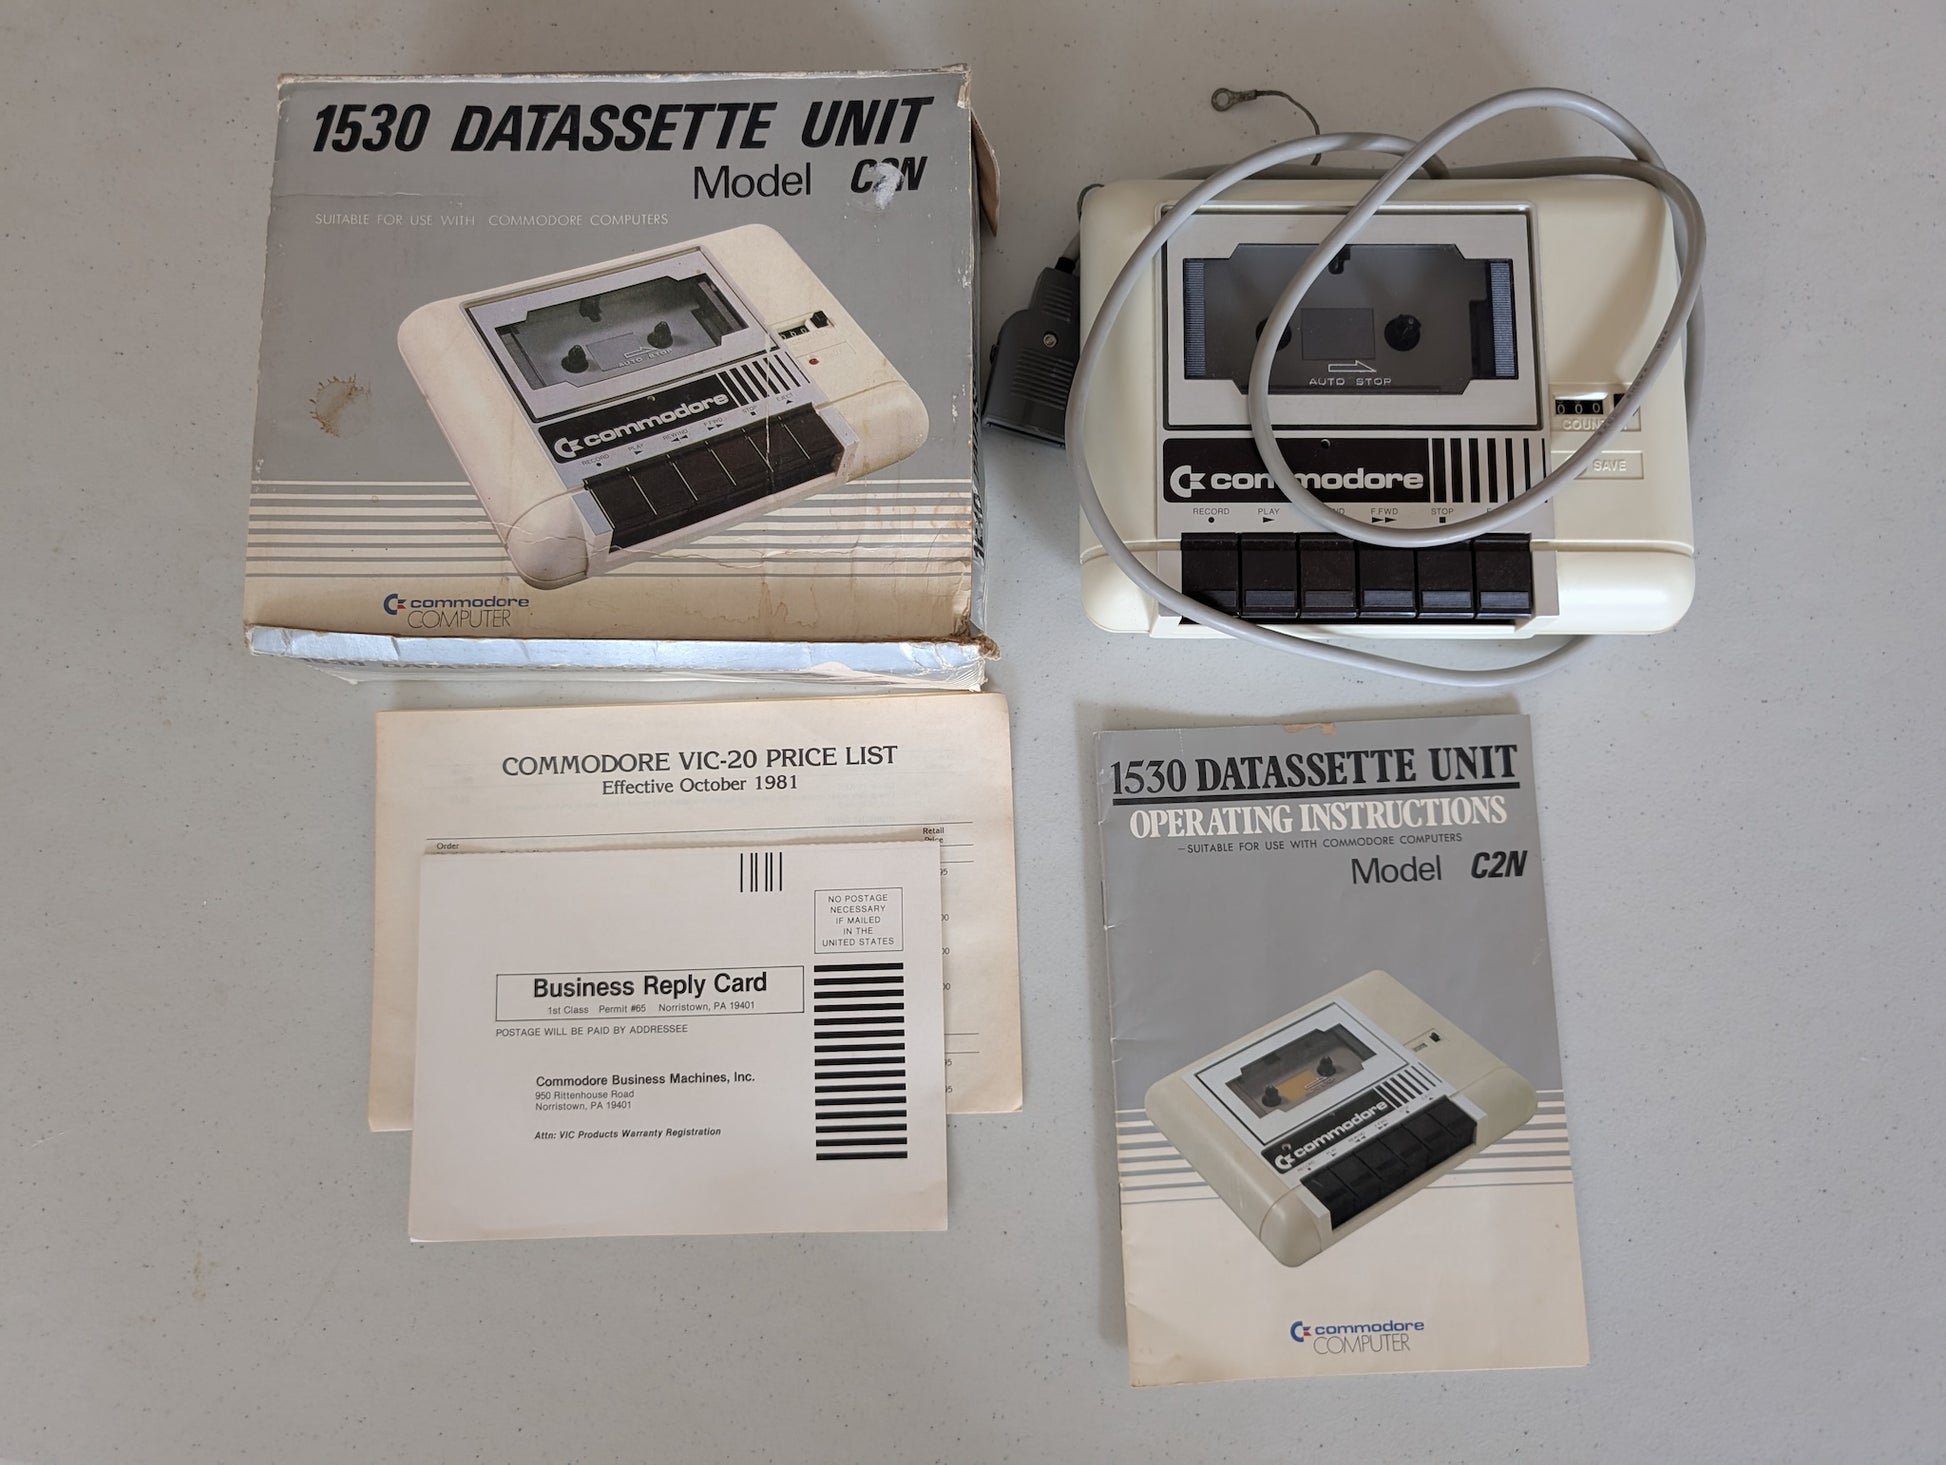 1530 DATASSETTE UNIT
Model C2N
SUITABLE FOR USE WITH COMMODORE COMPUTERS
AUTO STOP
commodore
RECORD PLAY REWIND F.FWD STOP EJECT
commodore
COMPUTER
1530
AUTO STOP
000
COUN
SAVE
commodore
RECORD PLAY ND F.FWD STOP
COMMODORE VIC-20 PRICE LIST
Effective October 1981
Retail
Price
Order
NO POSTAGE
NECESSARY
IF MAILED
IN THE
UNITED STATES
Business Reply Card
1st Class Permit #65 Norristown, PA 19401
POSTAGE WILL BE PAID BY ADDRESSEE
Commodore Business Machines, Inc.
950 Rittenhouse Road
Norristown, PA 19401
Attn: VIC Products Warranty Registration
1530 DATASSETTE UNIT
OPERATING INSTRUCTIONS
—SUITABLE FOR USE WITH COMMODORE COMPUTERS
Model C2N
commodore
commodore
COMPUTER